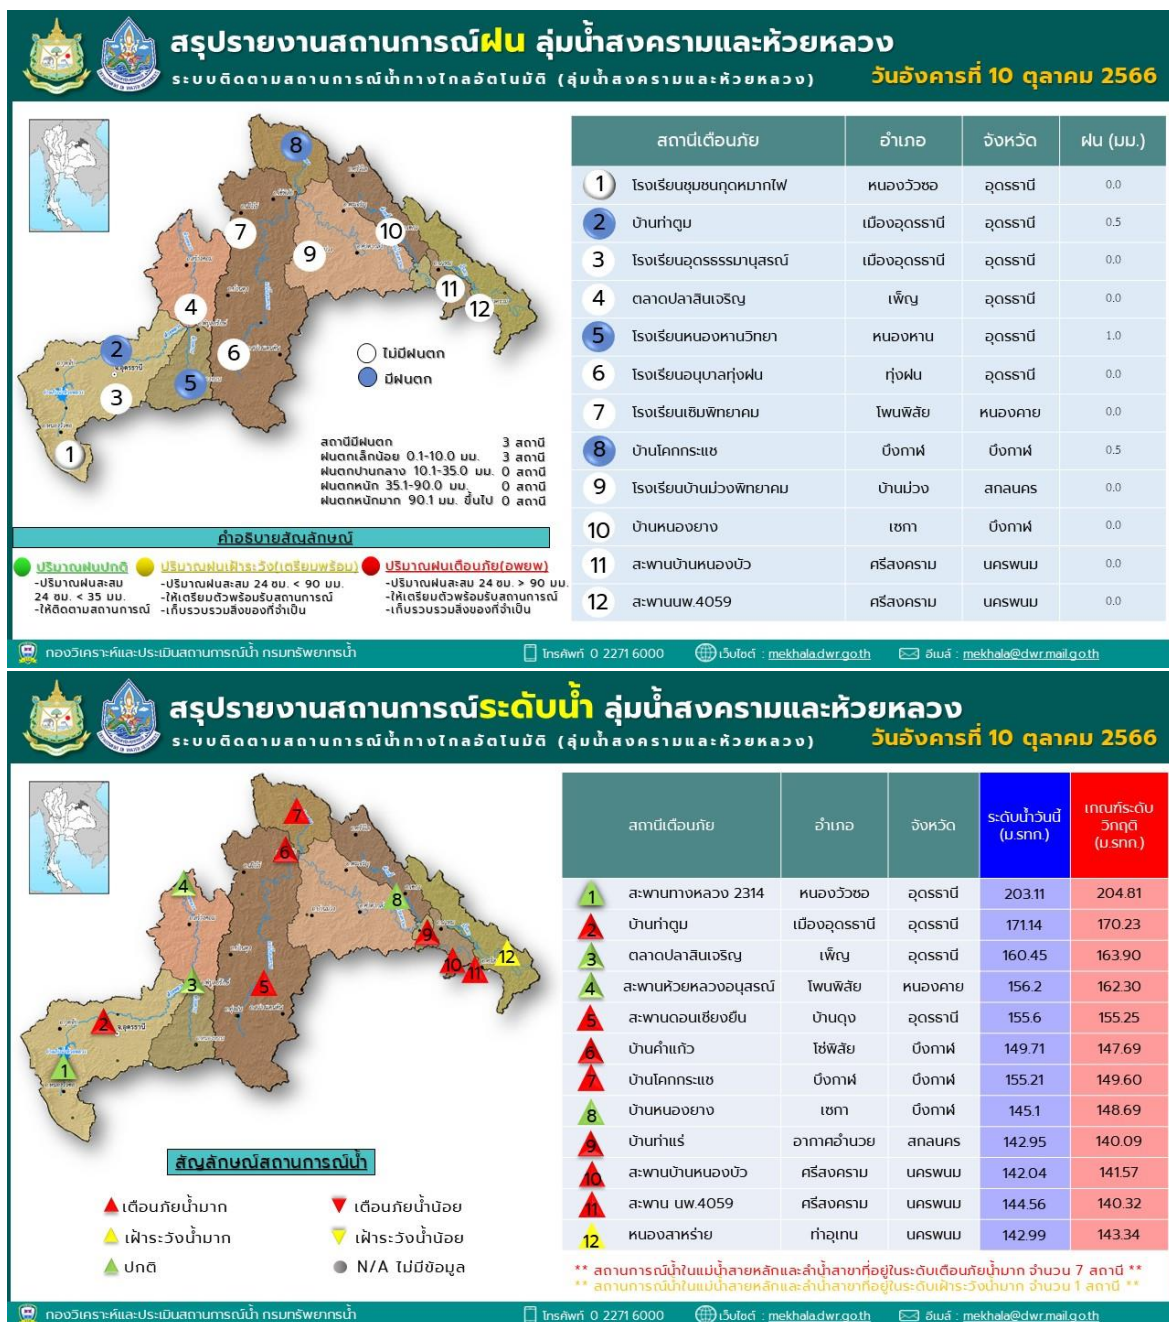 สรุปรายงานสถานการณ์ฝน ลุ่มน้ำสงครามและห้วยหลวง
ระบบติดตามสถานการณ์น้ำทางไกลอัตโนมัติ (ลุ่มน้ำสงครามและห้วยหลวง)
วันอังคารที่ 10 ตุลาคม 2566
8
7
10
9
11
12
4
2
6
5
3
1
ไม่มีฝนตก
มีฝนตก
สถานีมีฝนตก 3 สถานี
ฝนตกเล็กน้อย 0.1-10.0 มม. 3 สถานี
ฝนตกปานกลาง 10.1-35.0 มม. 0 สถานี
ฝนตกหนัก 35.1-90.0 มม. 0 สถานี
ฝนตกหนักมาก 90.1 มม. ขึ้นไป 0 สถานี
สถานีเตือนภัย อำเภอ จังหวัด ฝน (มม.)
1 โรงเรียนชุมชนกุดหมากไฟ หนองวัวซอ อุดรธานี 0.0
2 บ้านท่าตูม เมืองอุดรธานี อุดรธานี 0.5
3 โรงเรียนอุดรธรรมานุสรณ์ เมืองอุดรธานี อุดรธานี 0.0
4 ตลาดปลาสินเจริญ เพ็ญ อุดรธานี 0.0
5 โรงเรียนหนองหานวิทยา หนองหาน อุดรธานี 1.0
6 โรงเรียนอนุบาลทุ่งฝน ทุ่งฝน อุดรธานี 0.0
7 โรงเรียนเซิมพิทยาคม โพนพิสัย หนองคาย 0.0
8 บ้านโคกกระแซ บึงกาฬ บึงกาฬ 0.5
9 โรงเรียนบ้านม่วงพิทยาคม บ้านม่วง สกลนคร 0.0
10 บ้านหนองยาง เซกา บึงกาฬ 0.0
11 สะพานบ้านหนองบัว ศรีสงคราม นครพนม 0.0
12 สะพานนพ.4059 ศรีสงคราม นครพนม 0.0
คำอธิบายสัญลักษณ์
ปริมาณฝนปกติ
-ปริมาณฝนสะสม
24 ชม. < 35 มม.
-ให้ติดตามสถานการณ์
ปริมาณฝนเฝ้าระวัง(เตรียมพร้อม)
-ปริมาณฝนสะสม 24 ชม. < 90 มม.
-ให้เตรียมตัวพร้อมรับสถานการณ์
-เก็บรวบรวมสิ่งของที่จำเป็น
ปริมาณฝนเตือนภัย(อพยพ)
-ปริมาณฝนสะสม 24 ชม. > 90 มม.
-ให้เตรียมตัวพร้อมรับสถานการณ์
-เก็บรวบรวมสิ่งของที่จำเป็น
กองวิเคราะห์และประเมินสถานการณ์น้ำ กรมทรัพยากรน้ำ โทรศัพท์ 0 2271 6000 เว็บไซต์ : mekhala.dwr.go.th อีเมล์ : mekhala@dwr.mail.go.th
สรุปรายงานสถานการณ์ระดับน้ำ ลุ่มน้ำสงครามและห้วยหลวง
ระบบติดตามสถานการณ์น้ำทางไกลอัตโนมัติ (ลุ่มน้ำสงครามและห้วยหลวง)
วันอังคารที่ 10 ตุลาคม 2566
7
6
4
8
9
10
11
12
3
5
2
1
สัญลักษณ์สถานการณ์น้ำ
เตือนภัยน้ำมาก
เตือนภัยน้ำน้อย
เฝ้าระวังน้ำมาก
เฝ้าระวังน้ำน้อย
ปกติ
N/A ไม่มีข้อมูล
สถานีเตือนภัย อำเภอ จังหวัด ระดับน้ำวันนี้ (ม.รทก.) เกณฑ์ระดับวิกฤติ (ม.รทก.)
1 สะพานทางหลวง 2314 หนองวัวซอ อุดรธานี 203.11 204.81
2 บ้านท่าตูม เมืองอุดรธานี อุดรธานี 171.14 170.23
3 ตลาดปลาสินเจริญ เพ็ญ อุดรธานี 160.45 163.90
4 สะพานห้วยหลวงอนุสรณ์ โพนพิสัย หนองคาย 156.2 162.30
5 สะพานดอนเชียงยืน บ้านดุง อุดรธานี 155.6 155.25
6 บ้านคำแก้ว โซ่พิสัย บึงกาฬ 149.71 147.69
7 บ้านโคกกระแซ บึงกาฬ บึงกาฬ 155.21 149.60
8 บ้านหนองยาง เซกา บึงกาฬ 145.1 148.69
9 บ้านท่าแร่ อากาศอำนวย สกลนคร 142.95 140.09
10 สะพานบ้านหนองบัว ศรีสงคราม นครพนม 142.04 141.57
11 สะพาน นพ.4059 ศรีสงคราม นครพนม 144.56 140.32
12 หนองสาหร่าย ท่าอุเทน นครพนม 142.99 143.34
** สถานการณ์น้ำในแม่น้ำสายหลักและลำน้ำสาขาที่อยู่ในระดับเตือนภัยน้ำมาก จำนวน 7 สถานี **
** สถานการณ์น้ำในแม่น้ำสายหลักและลำน้ำสาขาที่อยู่ในระดับเฝ้าระวังน้ำมาก จำนวน 1 สถานี **
กองวิเคราะห์และประเมินสถานการณ์น้ำ กรมทรัพยากรน้ำ โทรศัพท์ 0 2271 6000 เว็บไซต์ : mekhala.dwr.go.th อีเมล์ : mekhala@dwr.mail.go.th